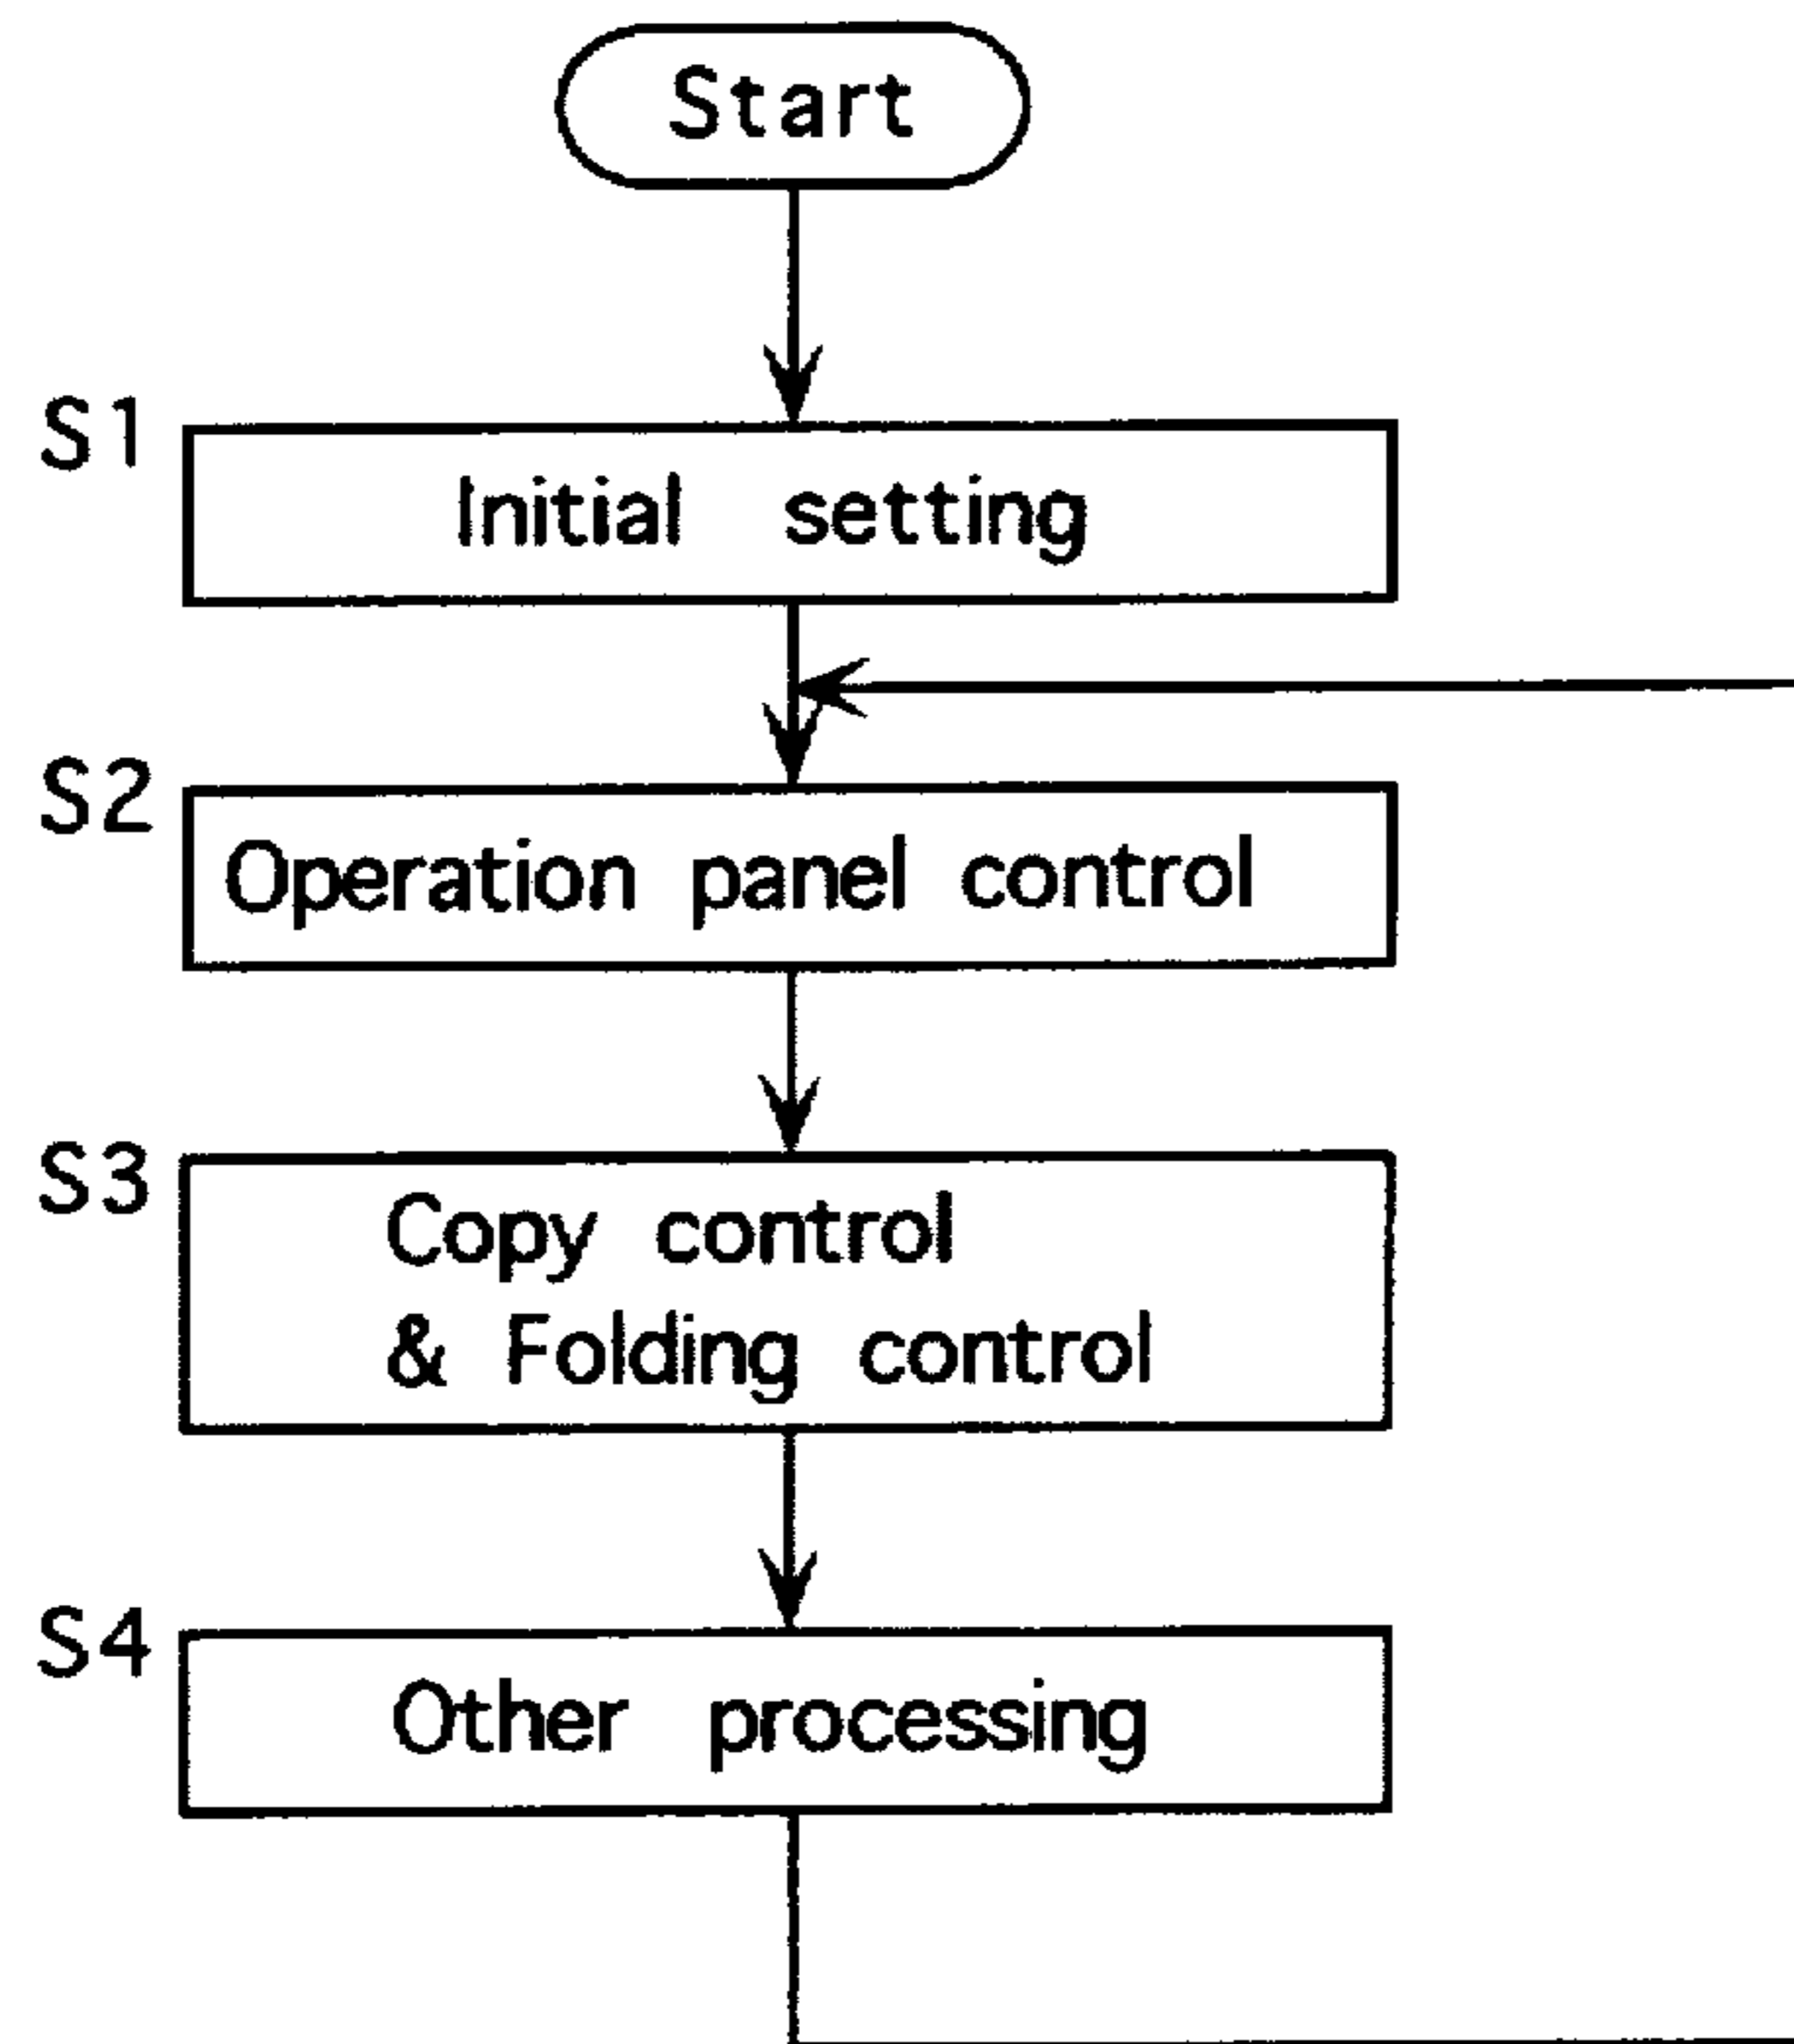 Start
S1
Initial setting
S2
Operation panel control
S3
Copy control
& Folding control
S4
Other processing